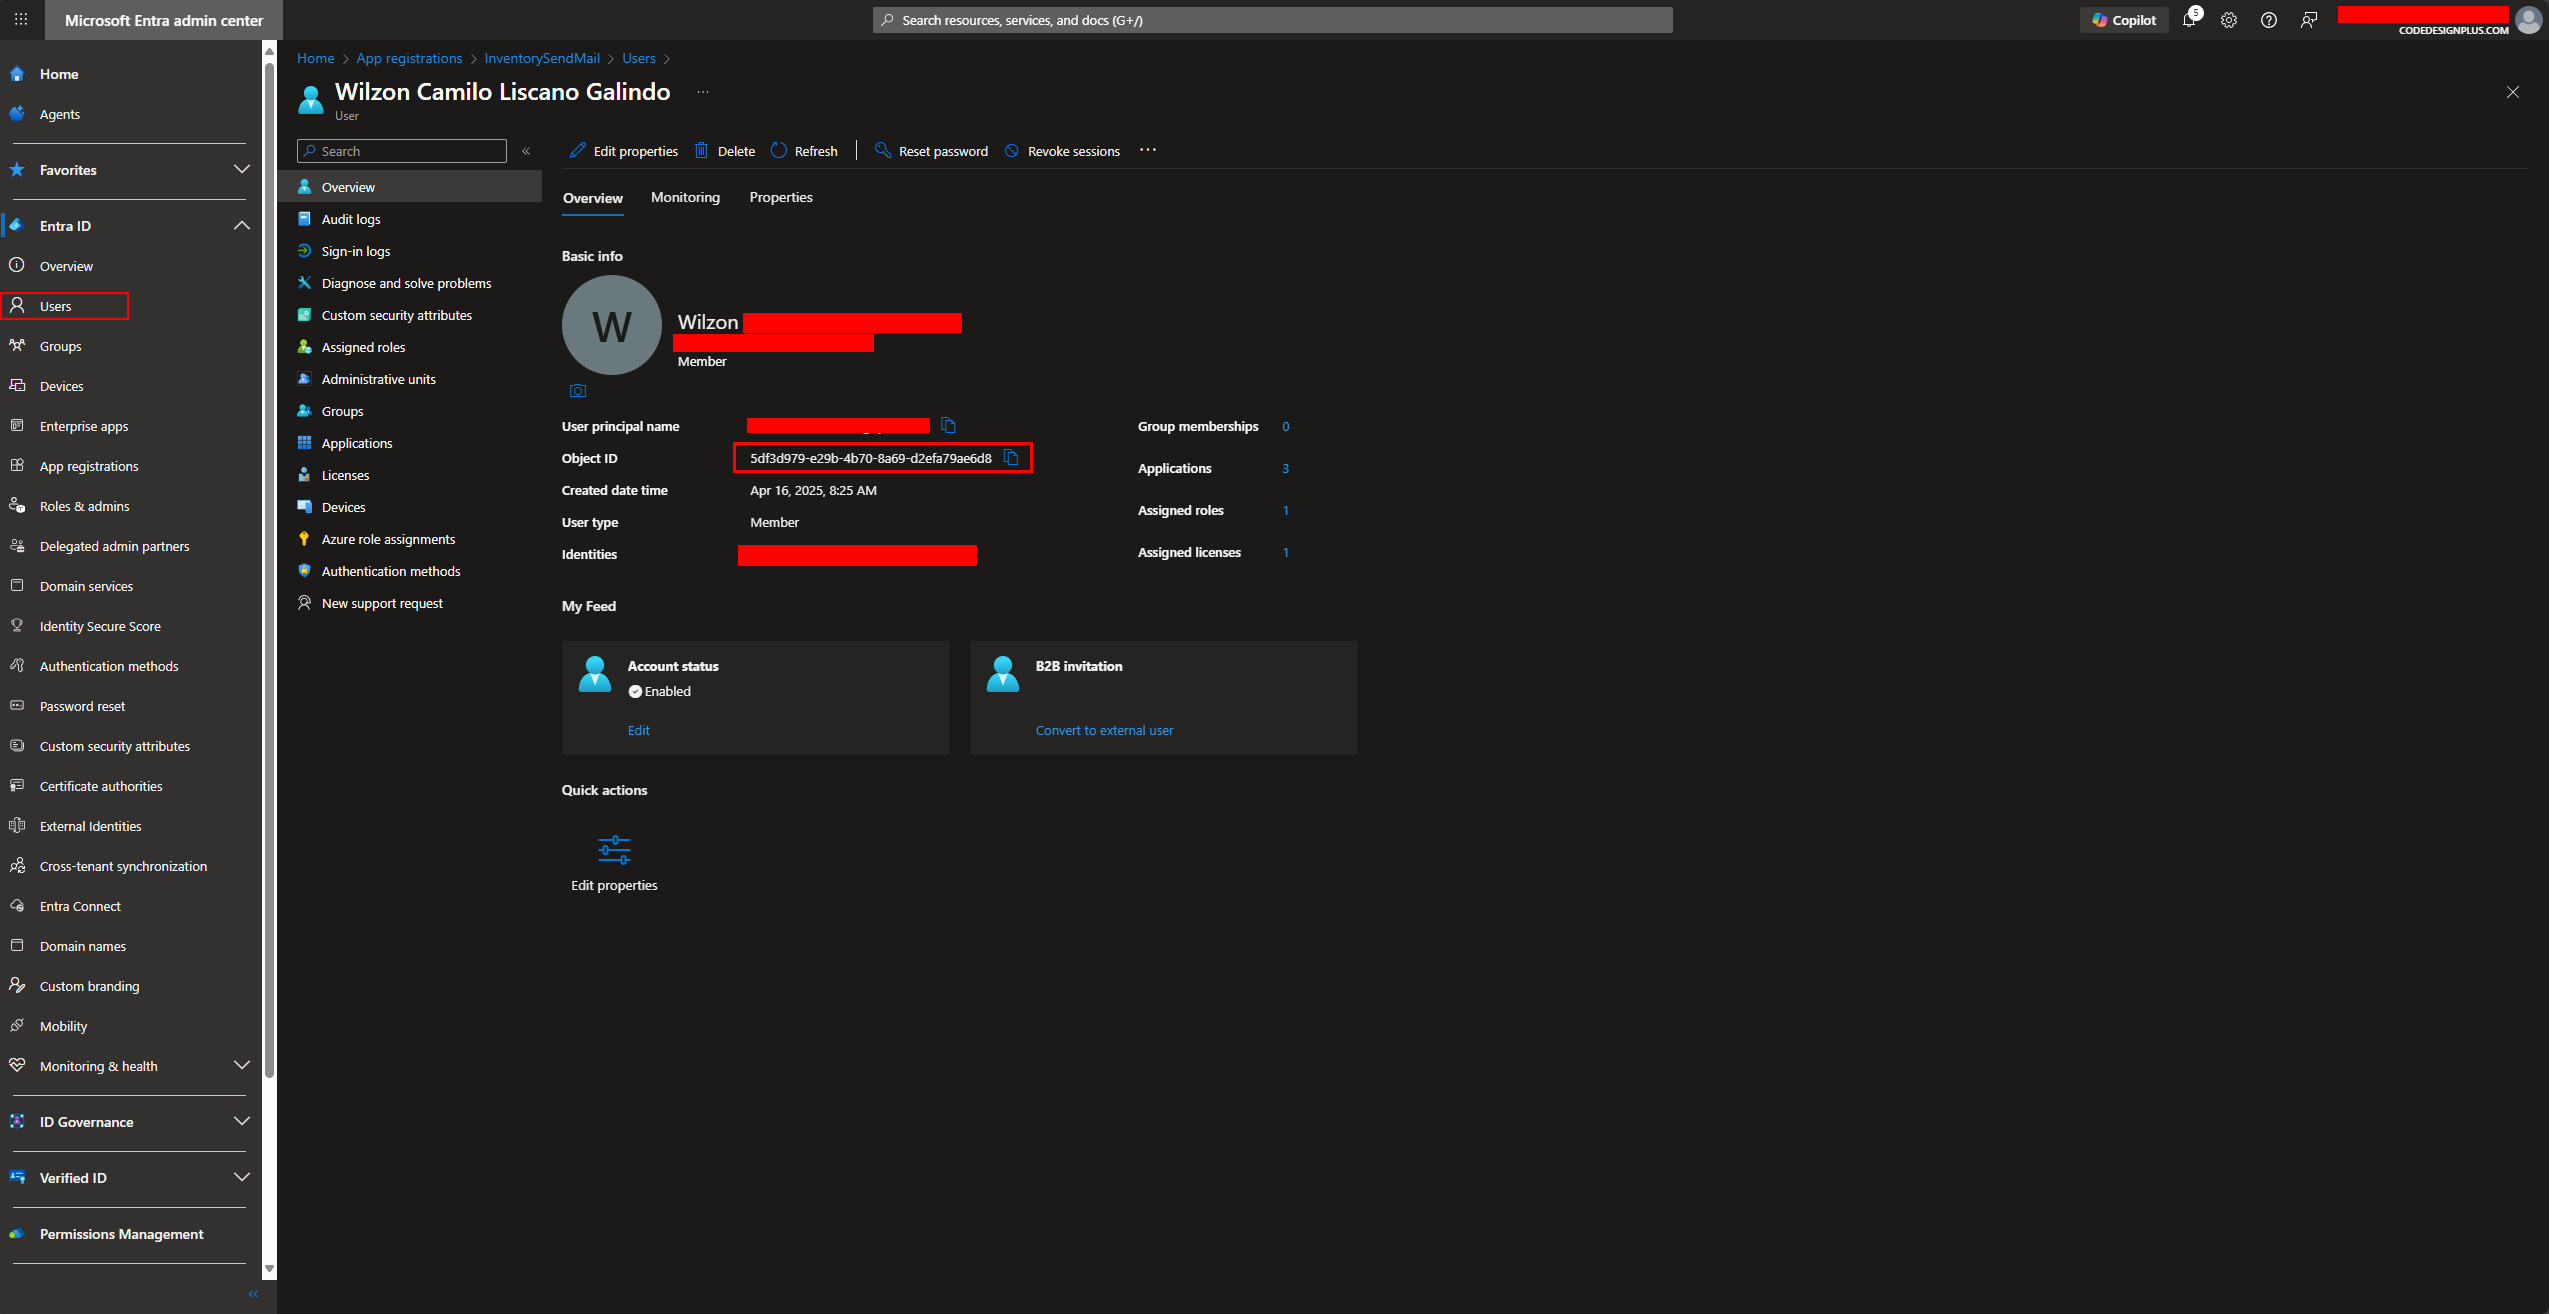 Microsoft Entra admin center
Search resources, services, and docs (G+/)
Copilot
5
CODEDESIGNPLUS.COM
Home
Agents
Favorites
Entra ID
Overview
Users
Groups
Devices
Enterprise apps
App registrations
Roles & admins
Delegated admin partners
Domain services
Identity Secure Score
Authentication methods
Password reset
Custom security attributes
Certificate authorities
External Identities
Cross-tenant synchronization
Entra Connect
Domain names
Custom branding
Mobility
Monitoring & health
ID Governance
Verified ID
Permissions Management
Home > App registrations > InventorySendMail > Users >
Wilzon Camilo Liscano Galindo ...
User
Search
Overview
Audit logs
Sign-in logs
Diagnose and solve problems
Custom security attributes
Assigned roles
Administrative units
Groups
Applications
Licenses
Devices
Azure role assignments
Authentication methods
New support request
Edit properties Delete Refresh | Reset password Revoke sessions ...
Overview Monitoring Properties
Basic info
W
Wilzon
Member
User principal name
Object ID 5df3d979-e29b-4b70-8a69-d2efa79ae6d8
Created date time Apr 16, 2025, 8:25 AM
User type Member
Identities
Group memberships 0
Applications 3
Assigned roles 1
Assigned licenses 1
My Feed
Account status
Enabled
Edit
B2B invitation
Convert to external user
Quick actions
Edit properties